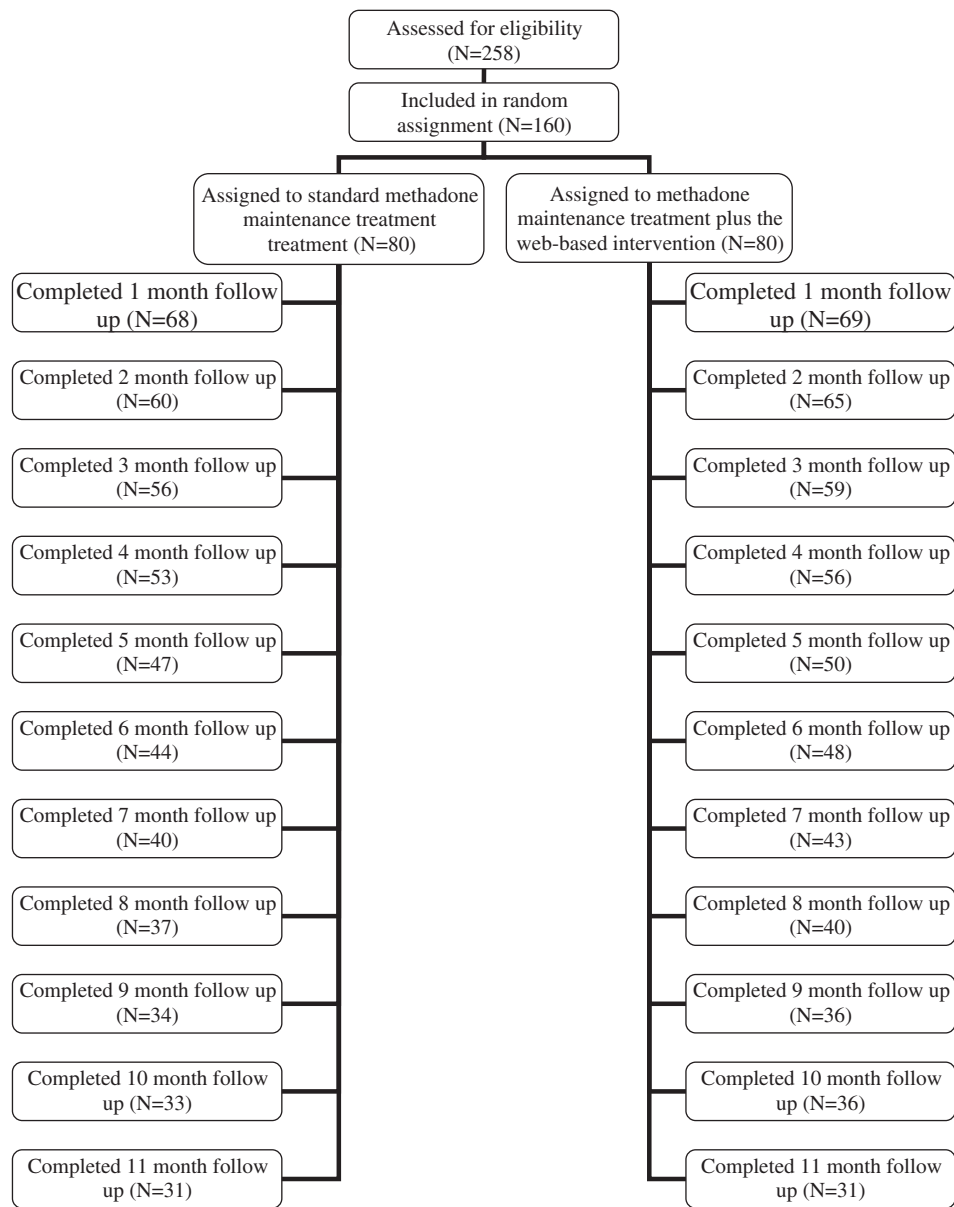 Assessed for eligibility
(N=258)
Included in random
assignment (N=160)
Assigned to standard methadone
maintenance treatment
treatment (N=80)
Assigned to methadone
maintenance treatment plus the
web-based intervention (N=80)
Completed 1 month follow
up (N=68)
Completed 1 month follow
up (N=69)
Completed 2 month follow up
(N=60)
Completed 2 month follow up
(N=65)
Completed 3 month follow up
(N=56)
Completed 3 month follow up
(N=59)
Completed 4 month follow up
(N=53)
Completed 4 month follow up
(N=56)
Completed 5 month follow up
(N=47)
Completed 5 month follow up
(N=50)
Completed 6 month follow up
(N=44)
Completed 6 month follow up
(N=48)
Completed 7 month follow up
(N=40)
Completed 7 month follow up
(N=43)
Completed 8 month follow up
(N=37)
Completed 8 month follow up
(N=40)
Completed 9 month follow up
(N=34)
Completed 9 month follow up
(N=36)
Completed 10 month follow
up (N=33)
Completed 10 month follow
up (N=36)
Completed 11 month follow
up (N=31)
Completed 11 month follow
up (N=31)